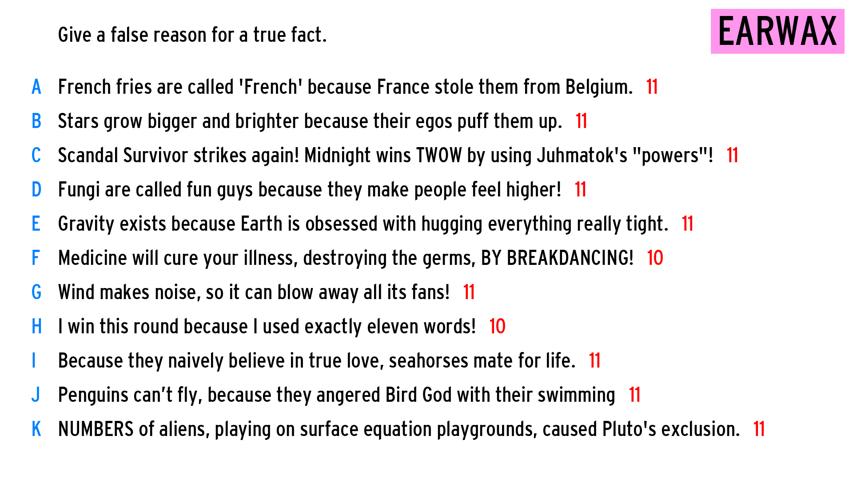 Give a false reason for a true fact.
EARWAX
A French fries are called 'French' because France stole them from Belgium. 11
B Stars grow bigger and brighter because their egos puff them up. 11
C Scandal Survivor strikes again! Midnight wins TWOW by using Juhmatok's "powers"! 11
D Fungi are called fun guys because they make people feel higher! 11
E Gravity exists because Earth is obsessed with hugging everything really tight. 11
F Medicine will cure your illness, destroying the germs, BY BREAKDANCING! 10
G Wind makes noise, so it can blow away all its fans! 11
H I win this round because I used exactly eleven words! 10
I Because they naively believe in true love, seahorses mate for life. 11
J Penguins can't fly, because they angered Bird God with their swimming 11
K NUMBERS of aliens, playing on surface equation playgrounds, caused Pluto's exclusion. 11